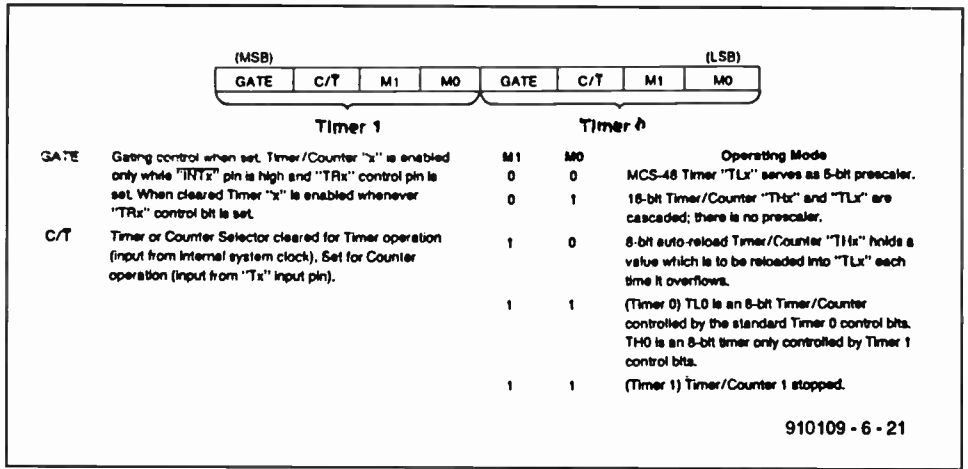 (MSB) (LSB)
GATE C/T̅ M1 M0 GATE C/T̅ M1 M0
Timer 1 Timer 0
GATE Gating control when set. Timer/Counter "x" is enabled
only while "I̅N̅T̅x̅" pin is high and "TRx" control pin is
set. When cleared Timer "x" is enabled whenever
"TRx" control bit is set.
C/T̅ Timer or Counter Selector cleared for Timer operation
(input from internal system clock). Set for Counter
operation (input from "Tx" input pin).
M1 M0 Operating Mode
0 0 MCS-48 Timer "TLx" serves as 5-bit prescaler.
0 1 16-bit Timer/Counter "THx" and "TLx" are
cascaded; there is no prescaler.
1 0 8-bit auto-reload Timer/Counter "THx" holds a
value which is to be reloaded into "TLx" each
time it overflows.
1 1 (Timer 0) TL0 is an 8-bit Timer/Counter
controlled by the standard Timer 0 control bits.
TH0 is an 8-bit timer only controlled by Timer 1
control bits.
1 1 (Timer 1) Timer/Counter 1 stopped.
910109 - 6 - 21